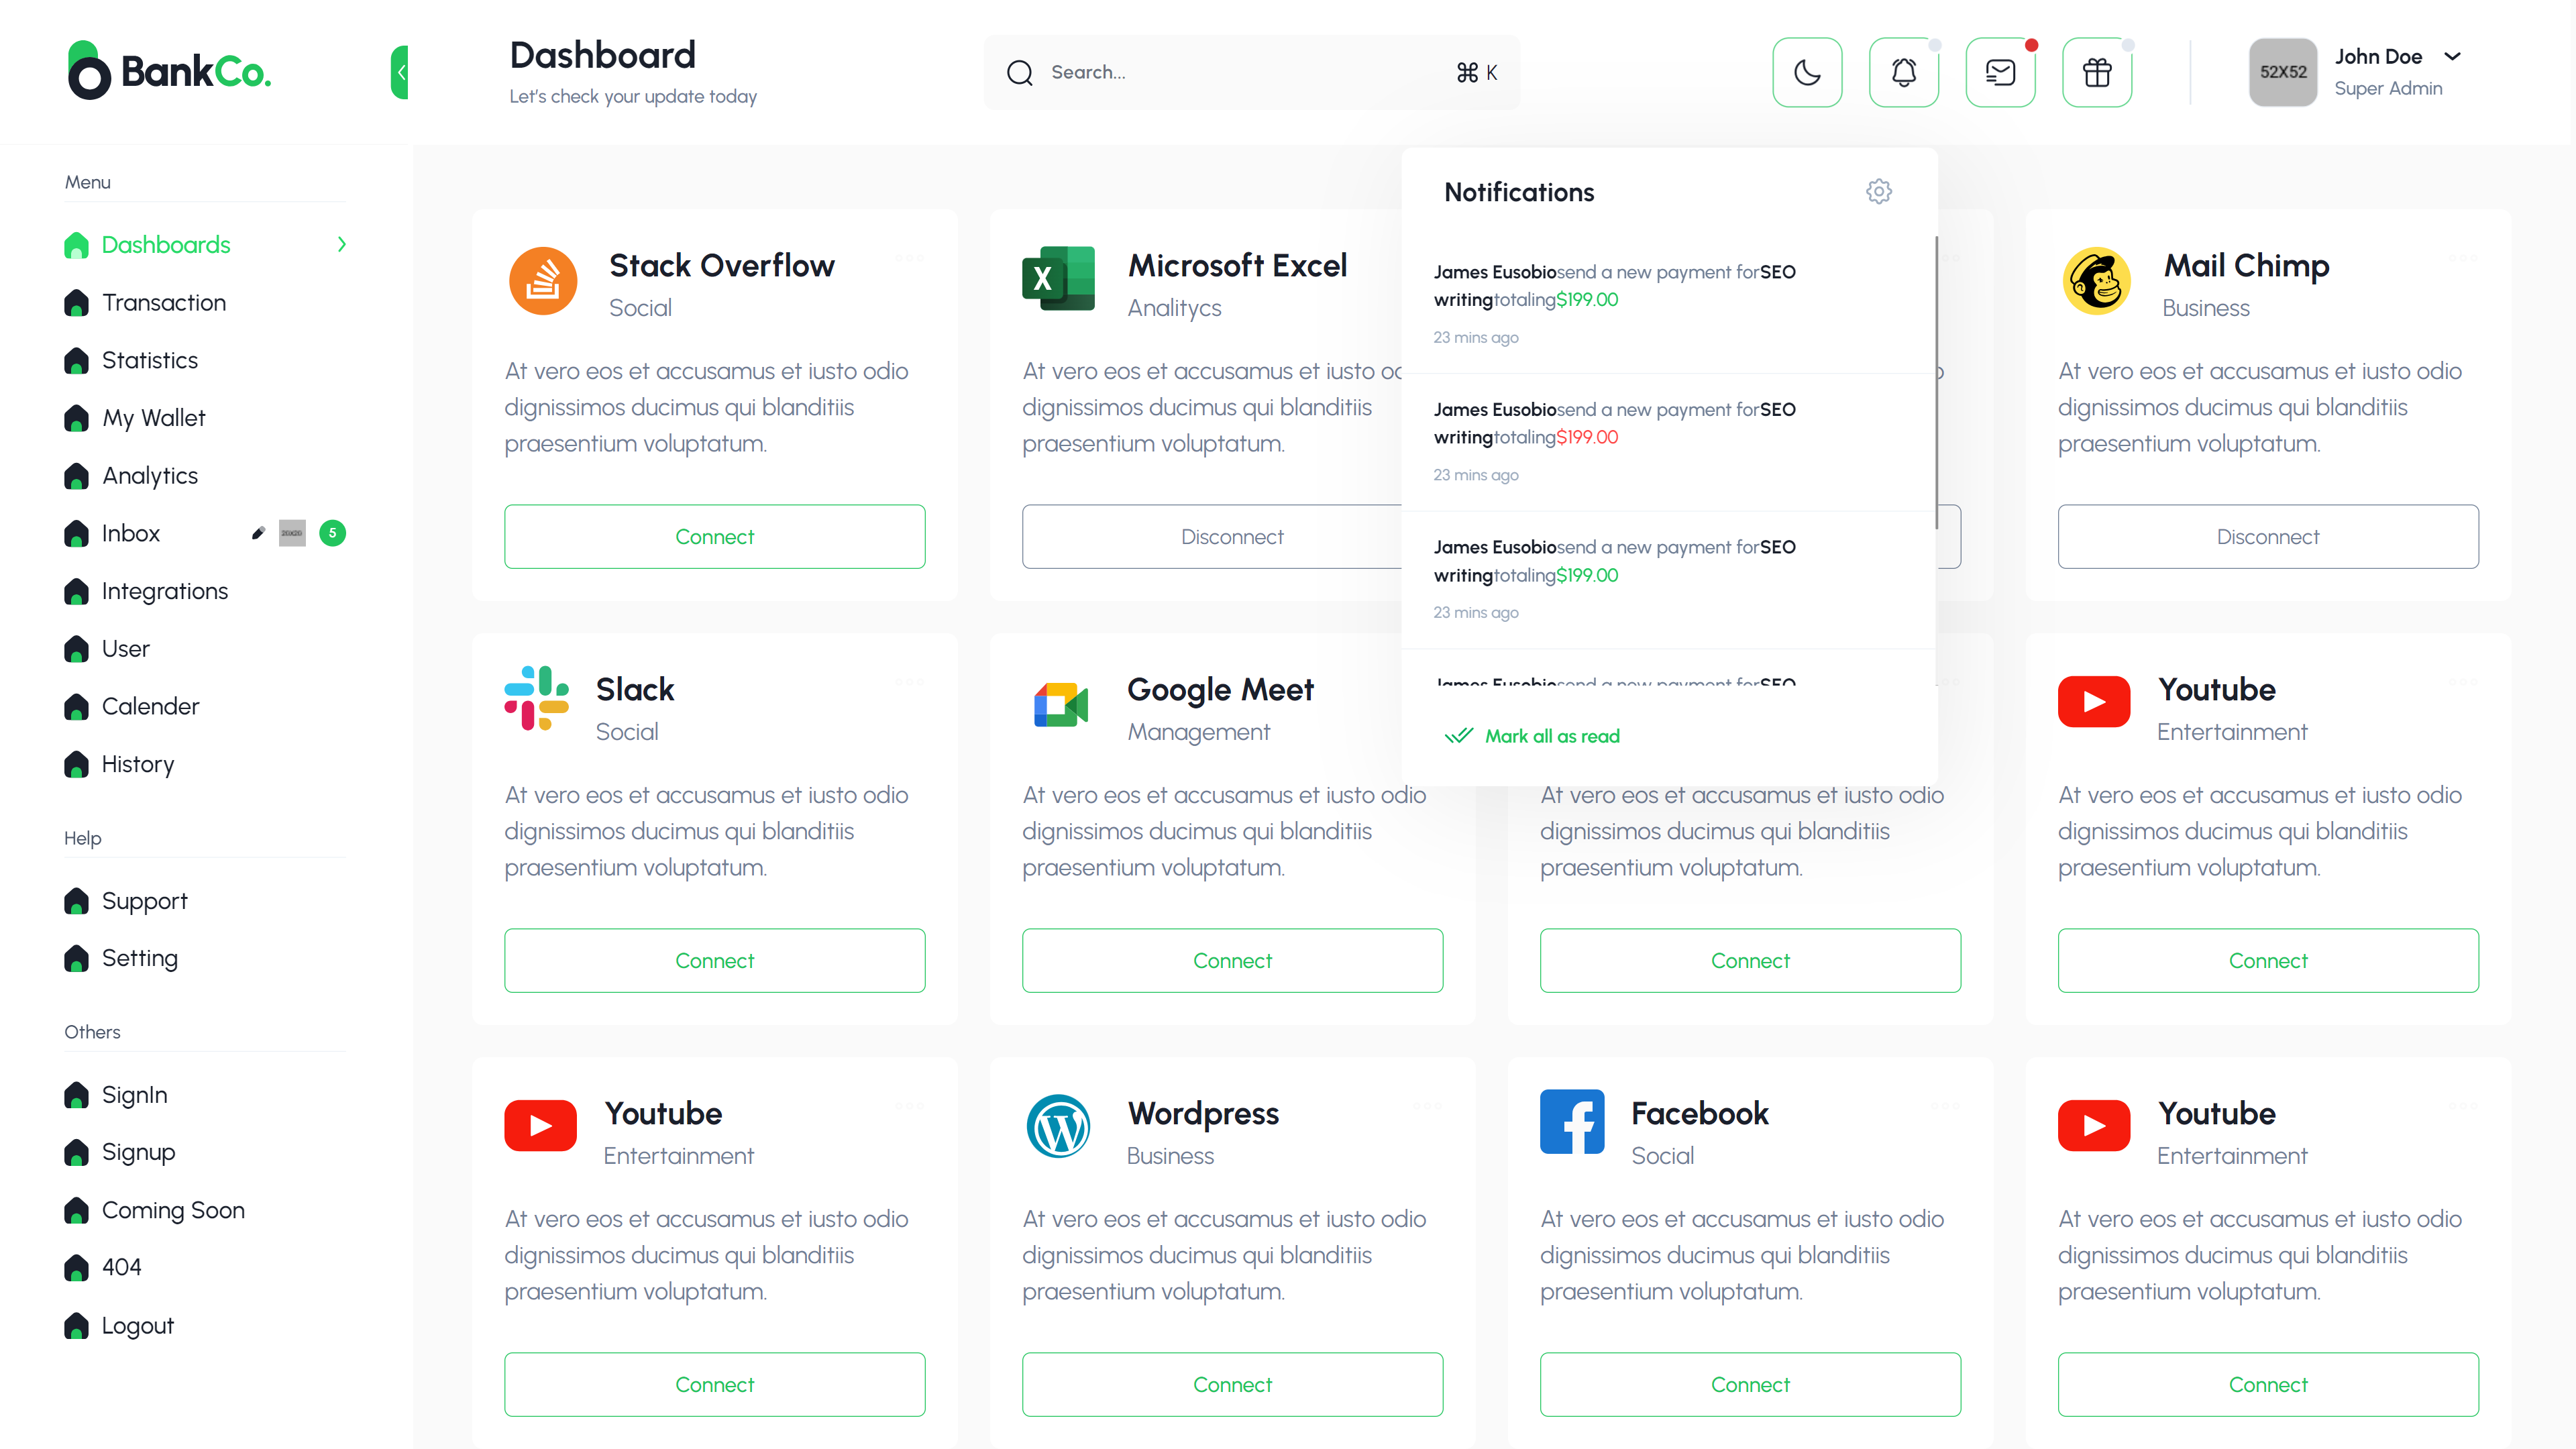 BankCo.
Dashboard
Let's check your update today
Search...
⌘ K
52X52
John Doe
Super Admin
Menu
Dashboards
Transaction
Statistics
My Wallet
Analytics
Inbox
5
Integrations
User
Calender
History
Help
Support
Setting
Others
SignIn
Signup
Coming Soon
404
Logout
Notifications
James Eusobiosend a new payment forSEO
writingtotaling$199.00
23 mins ago
James Eusobiosend a new payment forSEO
writingtotaling$199.00
23 mins ago
James Eusobiosend a new payment forSEO
writingtotaling$199.00
23 mins ago
James Eusobiosend a new payment forSEO
Mark all as read
Stack Overflow
Social
At vero eos et accusamus et iusto odio
dignissimos ducimus qui blanditiis
praesentium voluptatum.
Connect
Microsoft Excel
Analitycs
At vero eos et accusamus et iusto
dignissimos ducimus qui blanditiis
praesentium voluptatum.
Disconnect
Mail Chimp
Business
At vero eos et accusamus et iusto odio
dignissimos ducimus qui blanditiis
praesentium voluptatum.
Disconnect
Slack
Social
At vero eos et accusamus et iusto odio
dignissimos ducimus qui blanditiis
praesentium voluptatum.
Connect
Google Meet
Management
At vero eos et accusamus et iusto odio
dignissimos ducimus qui blanditiis
praesentium voluptatum.
Connect
At vero eos et accusamus et iusto odio
dignissimos ducimus qui blanditiis
praesentium voluptatum.
Connect
Youtube
Entertainment
At vero eos et accusamus et iusto odio
dignissimos ducimus qui blanditiis
praesentium voluptatum.
Connect
Youtube
Entertainment
At vero eos et accusamus et iusto odio
dignissimos ducimus qui blanditiis
praesentium voluptatum.
Connect
Wordpress
Business
At vero eos et accusamus et iusto odio
dignissimos ducimus qui blanditiis
praesentium voluptatum.
Connect
Facebook
Social
At vero eos et accusamus et iusto odio
dignissimos ducimus qui blanditiis
praesentium voluptatum.
Connect
Youtube
Entertainment
At vero eos et accusamus et iusto odio
dignissimos ducimus qui blanditiis
praesentium voluptatum.
Connect